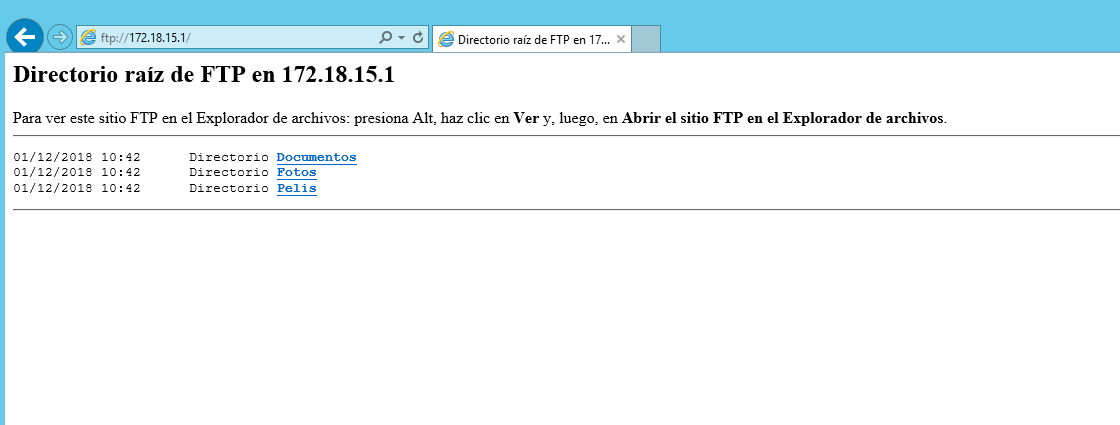 ftp://172.18.15.1/
Directorio raíz de FTP en 17...
Directorio raíz de FTP en 172.18.15.1
Para ver este sitio FTP en el Explorador de archivos: presiona Alt, haz clic en Ver y, luego, en Abrir el sitio FTP en el Explorador de archivos.
01/12/2018 10:42 Directorio Documentos
01/12/2018 10:42 Directorio Fotos
01/12/2018 10:42 Directorio Pelis